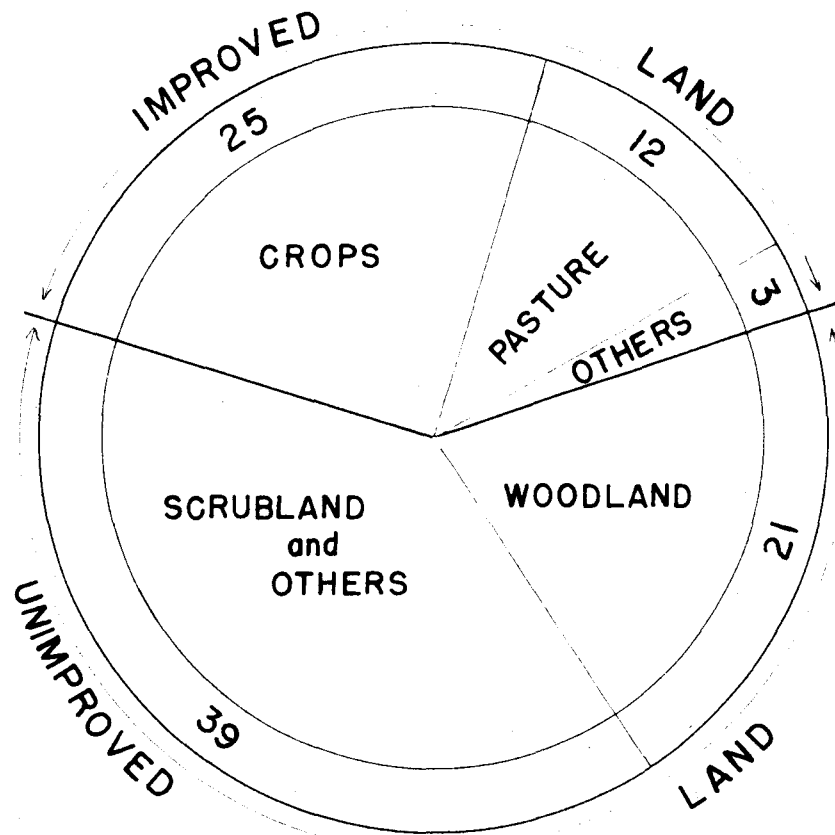 IMPROVED LAND
25
12
3
CROPS
PASTURE
OTHERS
WOODLAND
21
SCRUBLAND
and
OTHERS
39
UNIMPROVED LAND